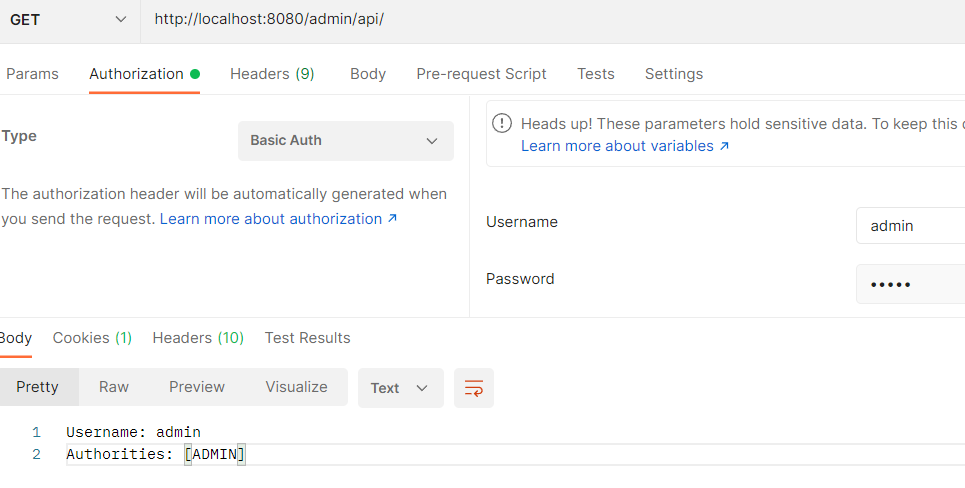 GET http://localhost:8080/admin/api/
Params Authorization Headers (9) Body Pre-request Script Tests Settings
Type Basic Auth
The authorization header will be automatically generated when
you send the request. Learn more about authorization ↗
Heads up! These parameters hold sensitive data. To keep this
Learn more about variables ↗
Username admin
Password •••••
Body Cookies (1) Headers (10) Test Results
Pretty Raw Preview Visualize Text
1 Username: admin
2 Authorities: [ADMIN]